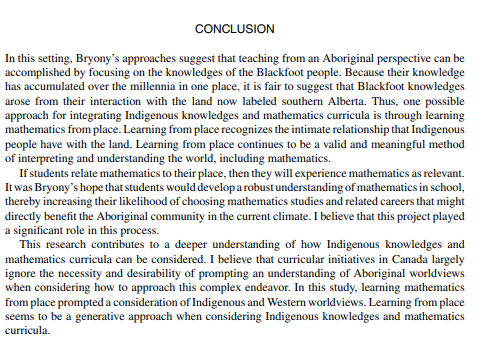 CONCLUSION
In this setting, Bryony's approaches suggest that teaching from an Aboriginal perspective can be
accomplished by focusing on the knowledges of the Blackfoot people. Because their knowledge
has accumulated over the millennia in one place, it is fair to suggest that Blackfoot knowledges
arose from their interaction with the land now labeled southern Alberta. Thus, one possible
approach for integrating Indigenous knowledges and mathematics curricula is through learning
mathematics from place. Learning from place recognizes the intimate relationship that Indigenous
people have with the land. Learning from place continues to be a valid and meaningful method
of interpreting and understanding the world, including mathematics.
If students relate mathematics to their place, then they will experience mathematics as relevant.
It was Bryony's hope that students would develop a robust understanding of mathematics in school,
thereby increasing their likelihood of choosing mathematics studies and related careers that might
directly benefit the Aboriginal community in the current climate. I believe that this project played
a significant role in this process.
This research contributes to a deeper understanding of how Indigenous knowledges and
mathematics curricula can be considered. I believe that curricular initiatives in Canada largely
ignore the necessity and desirability of prompting an understanding of Aboriginal worldviews
when considering how to approach this complex endeavor. In this study, learning mathematics
from place prompted a consideration of Indigenous and Western worldviews. Learning from place
seems to be a generative approach when considering Indigenous knowledges and mathematics
curricula.